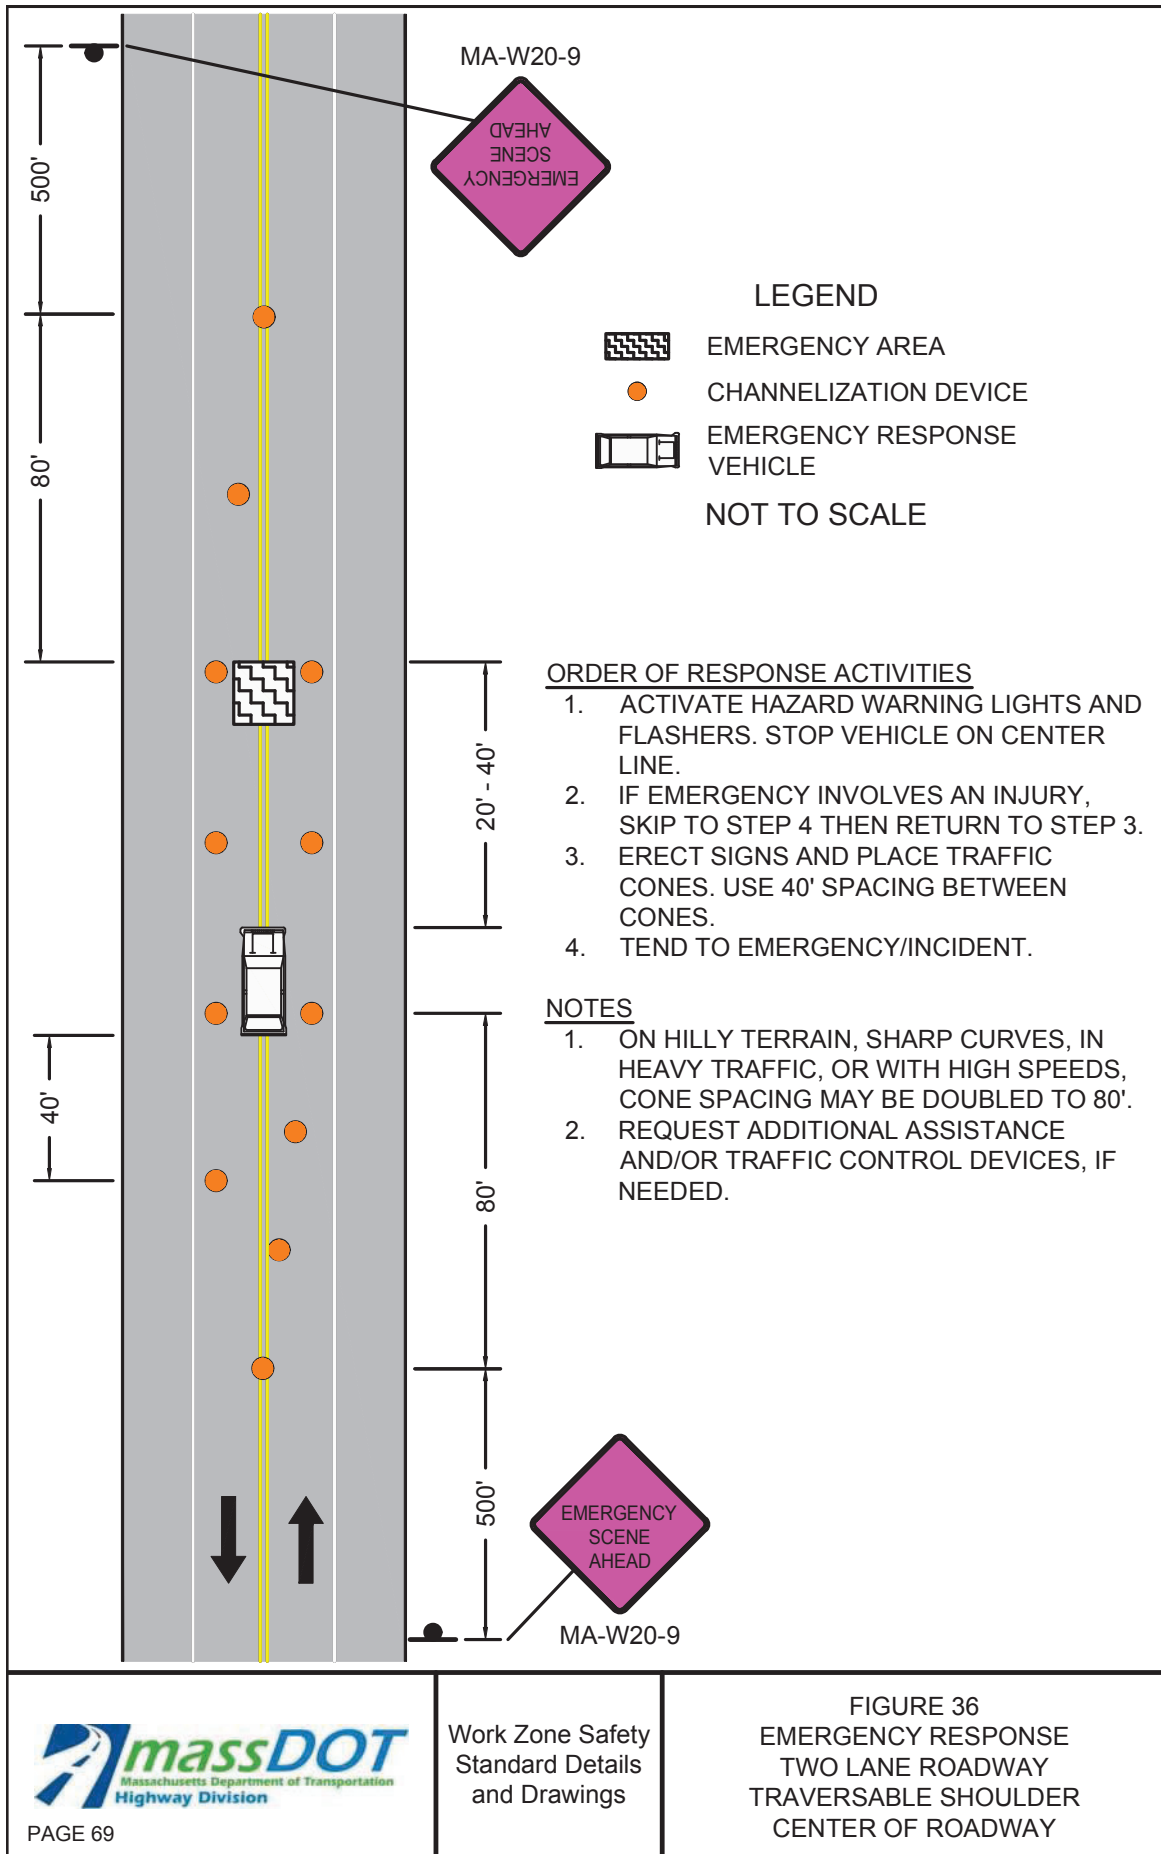 MA-W20-9
EMERGENCY
SCENE
AHEAD
500'
80'
LEGEND
EMERGENCY AREA
CHANNELIZATION DEVICE
EMERGENCY RESPONSE
VEHICLE
NOT TO SCALE
ORDER OF RESPONSE ACTIVITIES
1. ACTIVATE HAZARD WARNING LIGHTS AND
FLASHERS. STOP VEHICLE ON CENTER
LINE.
2. IF EMERGENCY INVOLVES AN INJURY,
SKIP TO STEP 4 THEN RETURN TO STEP 3.
3. ERECT SIGNS AND PLACE TRAFFIC
CONES. USE 40' SPACING BETWEEN
CONES.
4. TEND TO EMERGENCY/INCIDENT.
20' - 40'
NOTES
1. ON HILLY TERRAIN, SHARP CURVES, IN
HEAVY TRAFFIC, OR WITH HIGH SPEEDS,
CONE SPACING MAY BE DOUBLED TO 80'.
2. REQUEST ADDITIONAL ASSISTANCE
AND/OR TRAFFIC CONTROL DEVICES, IF
NEEDED.
40'
80'
500'
EMERGENCY
SCENE
AHEAD
MA-W20-9
massDOT
Massachusetts Department of Transportation
Highway Division
PAGE 69
Work Zone Safety
Standard Details
and Drawings
FIGURE 36
EMERGENCY RESPONSE
TWO LANE ROADWAY
TRAVERSABLE SHOULDER
CENTER OF ROADWAY